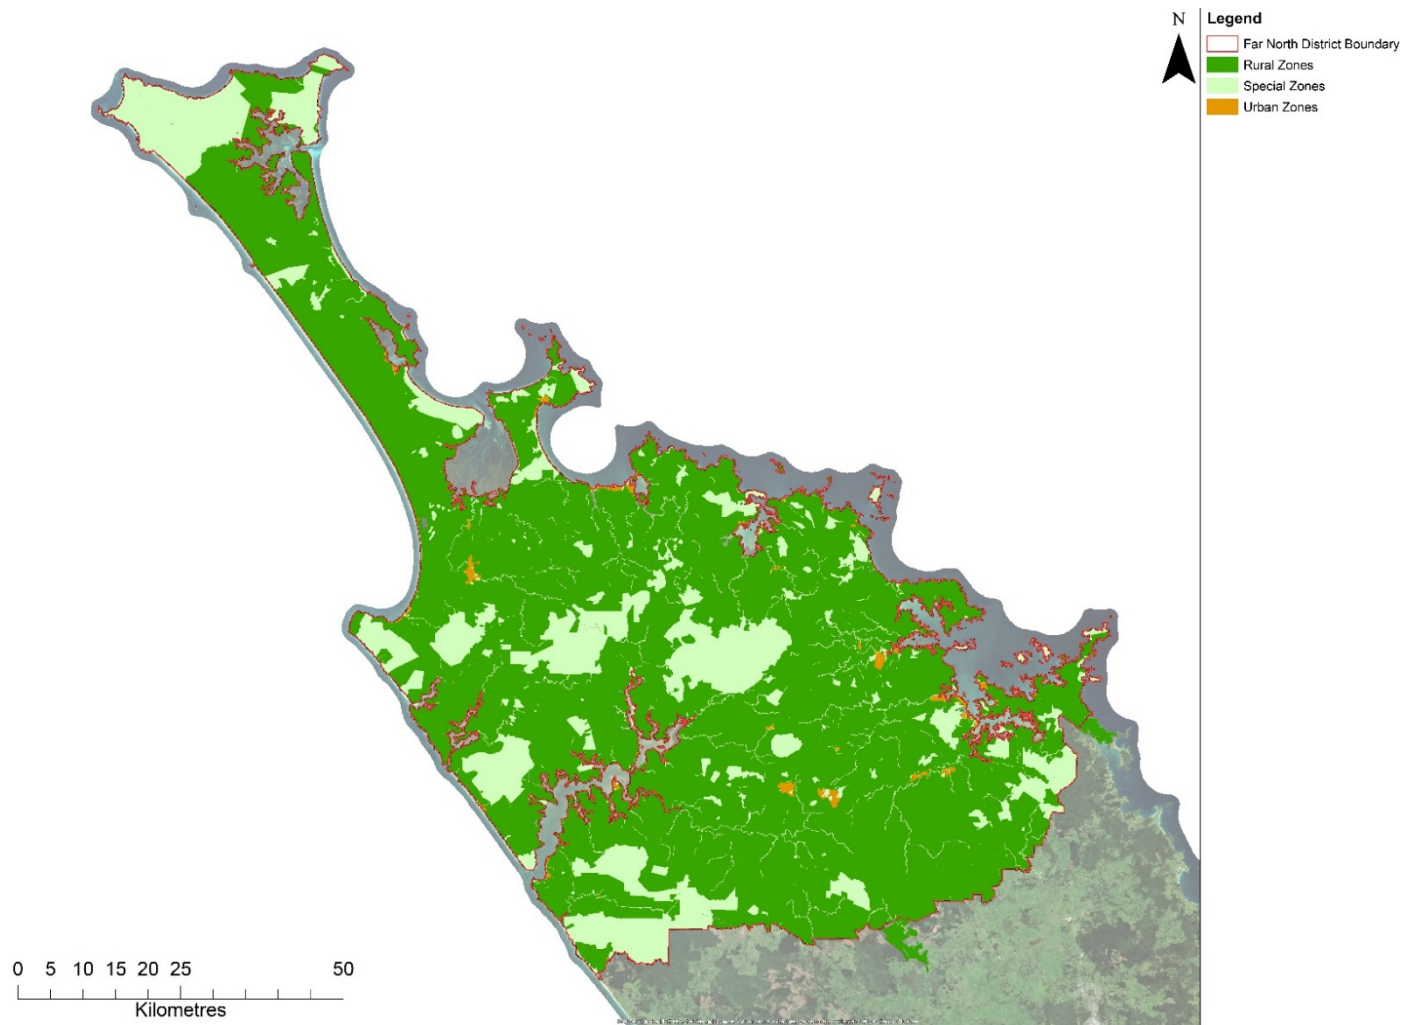 N
Legend
Far North District Boundary
Rural Zones
Special Zones
Urban Zones
0 5 10 15 20 25 50
Kilometres